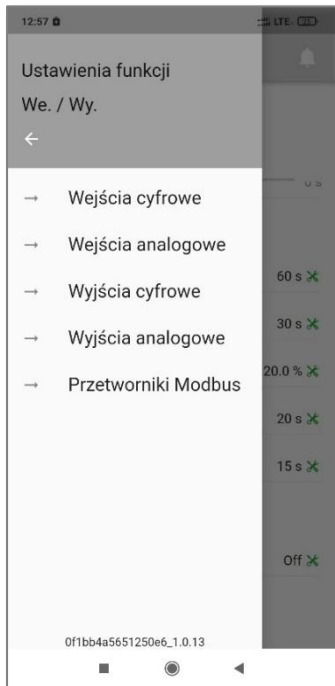 12:57 LTE
Ustawienia funkcji
We. / Wy.
Wejścia cyfrowe
Wejścia analogowe
60 s
Wyjścia cyfrowe
30 s
Wyjścia analogowe
20.0 %
Przetworniki Modbus
20 s
15 s
Off
0f1bb4a5651250e6_1.0.13